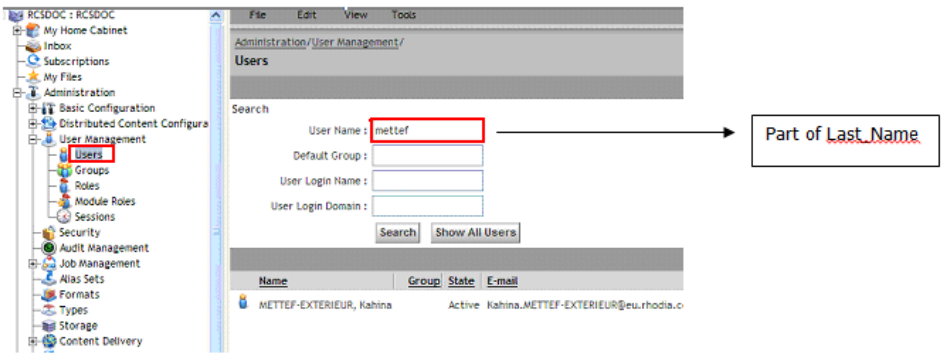 RCSDOC : RCSDOC
My Home Cabinet
Inbox
Subscriptions
My Files
Administration
Basic Configuration
Distributed Content Configura
User Management
Users
Groups
Roles
Module Roles
Sessions
Security
Audit Management
Job Management
Alias Sets
Formats
Types
Storage
Content Delivery
File Edit View Tools
Administration/User Management/
Users
Search
User Name : mettef
Default Group :
User Login Name :
User Login Domain :
Search Show All Users
Name Group State E-mail
METTEF-EXTERIEUR, Kahina Active Kahina.METTEF-EXTERIEUR@eu.rhodia.c
Part of Last_Name